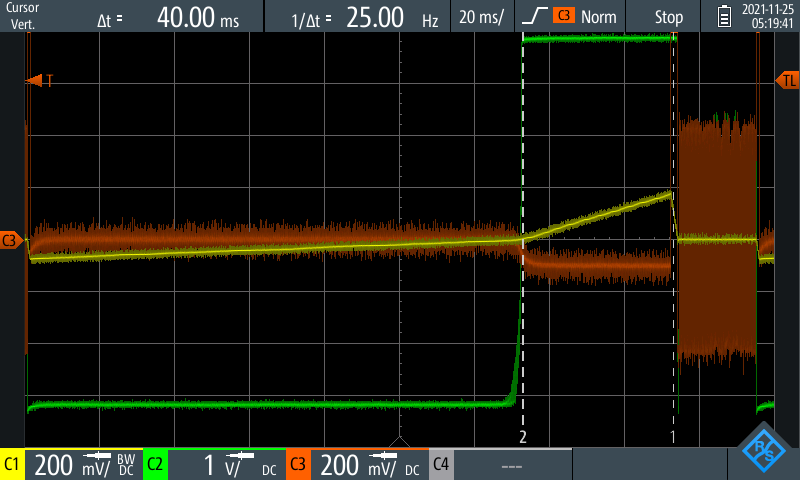 Cursor
Vert.
Δt = 40.00 ms
1/Δt = 25.00 Hz
20 ms/
C3 Norm
Stop
2021-11-25
05:19:41
T
TL
C3
2
1
C1 200 mV/ BW DC
C2 1 V/ DC
C3 200 mV/ DC
C4 ---
R/S